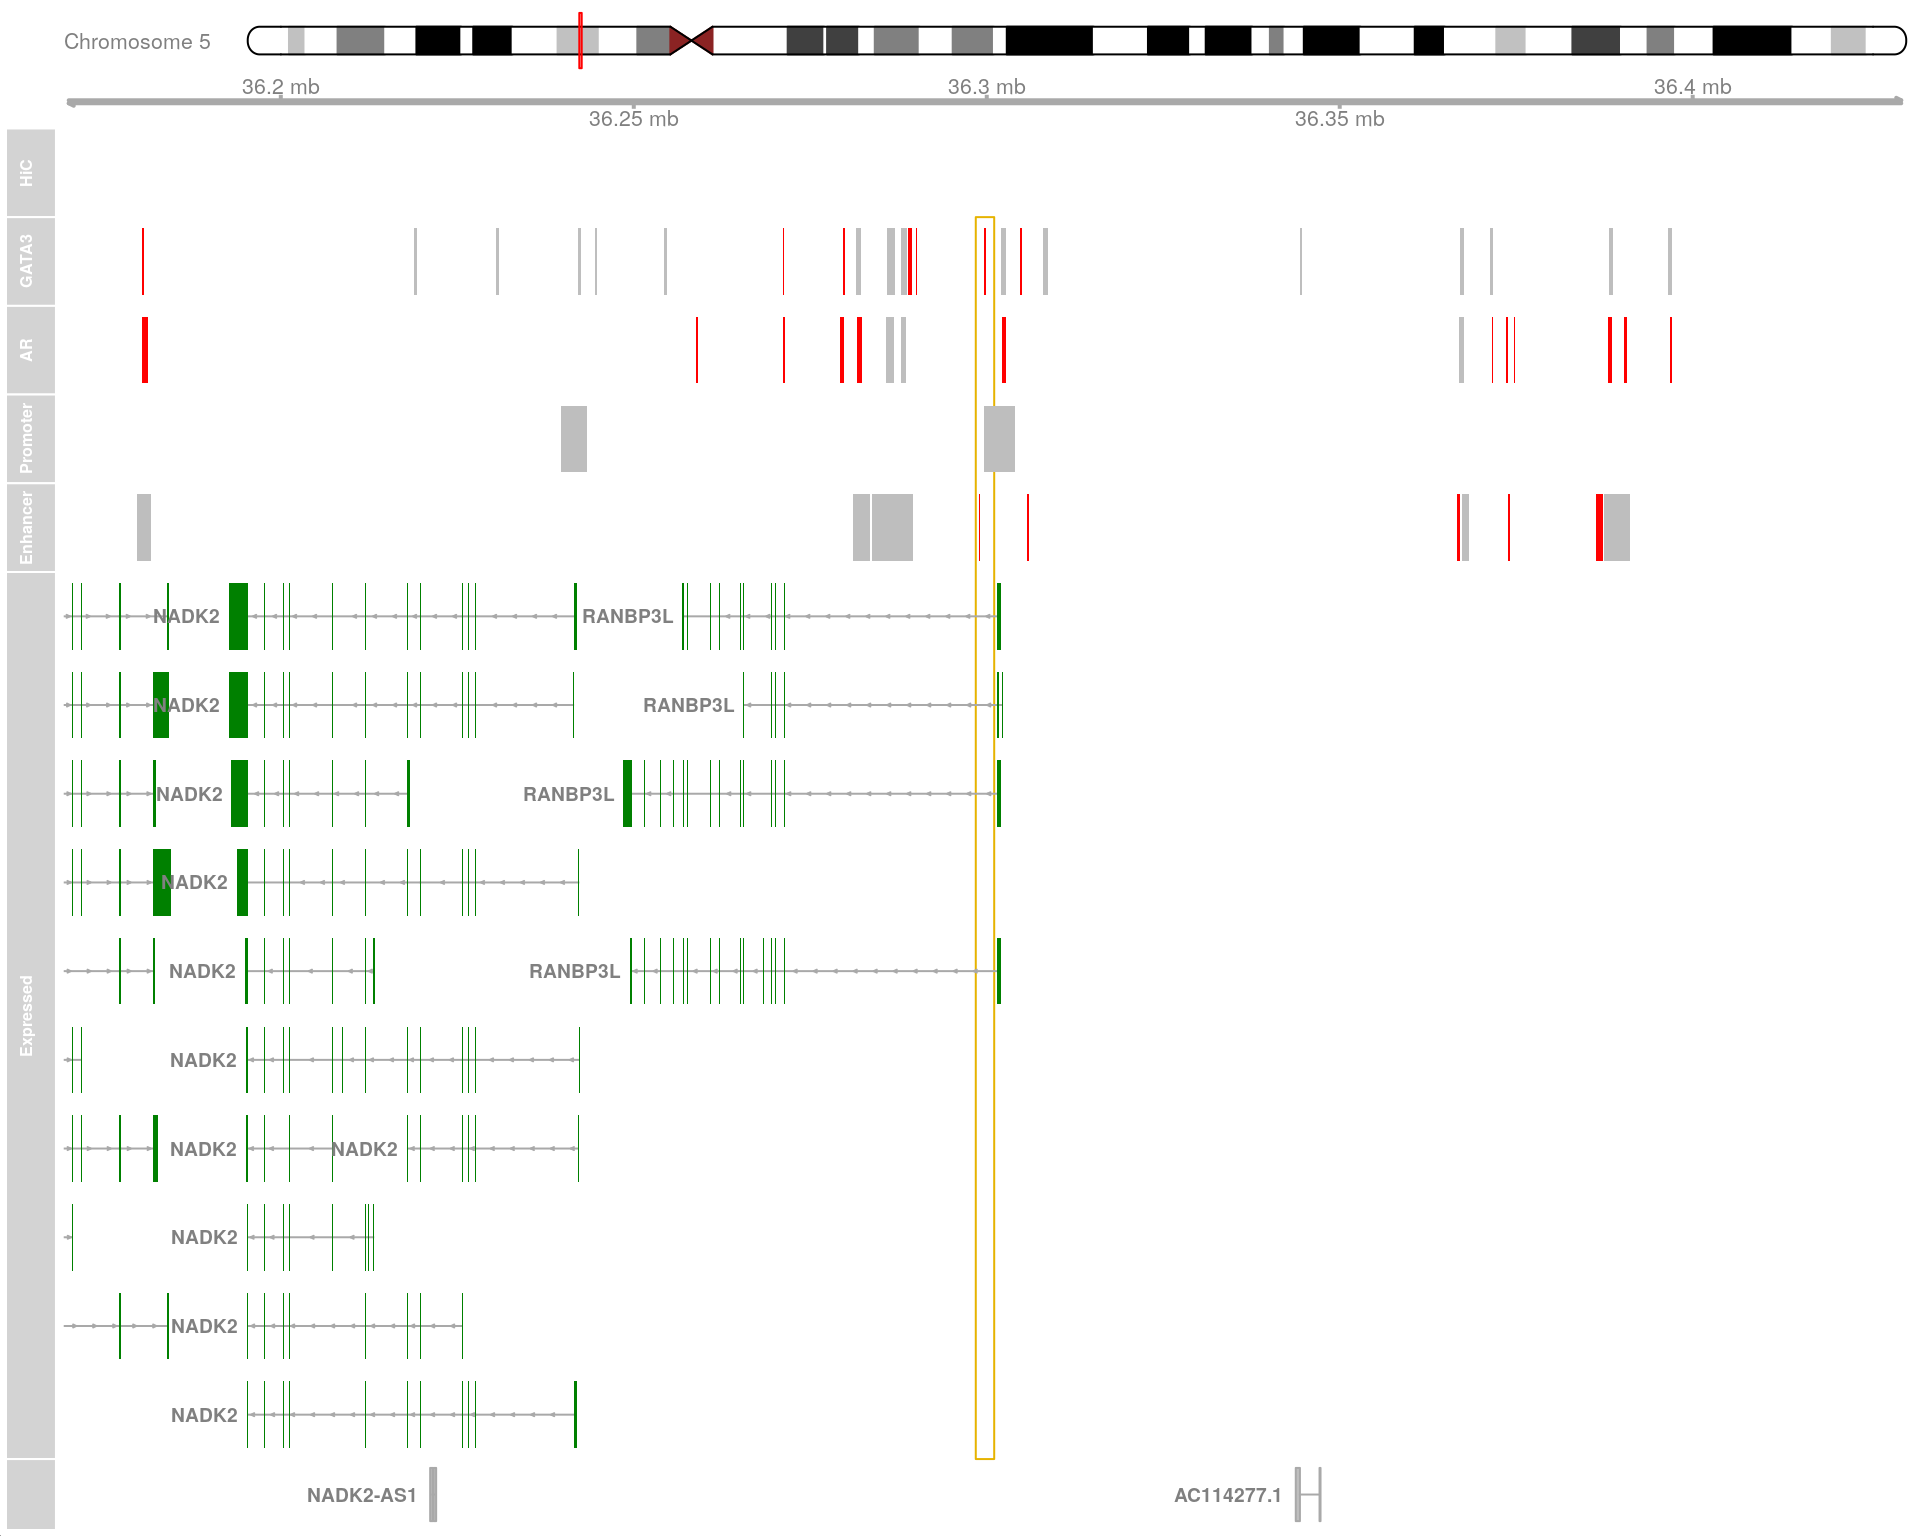 Chromosome 5
36.2 mb
36.3 mb
36.4 mb
36.25 mb
36.35 mb
HiC
GATA3
AR
Promoter
Enhancer
Expressed
NADK2
RANBP3L
NADK2
RANBP3L
NADK2
RANBP3L
NADK2
NADK2
RANBP3L
NADK2
NADK2
NADK2
NADK2
NADK2
NADK2
NADK2-AS1
AC114277.1